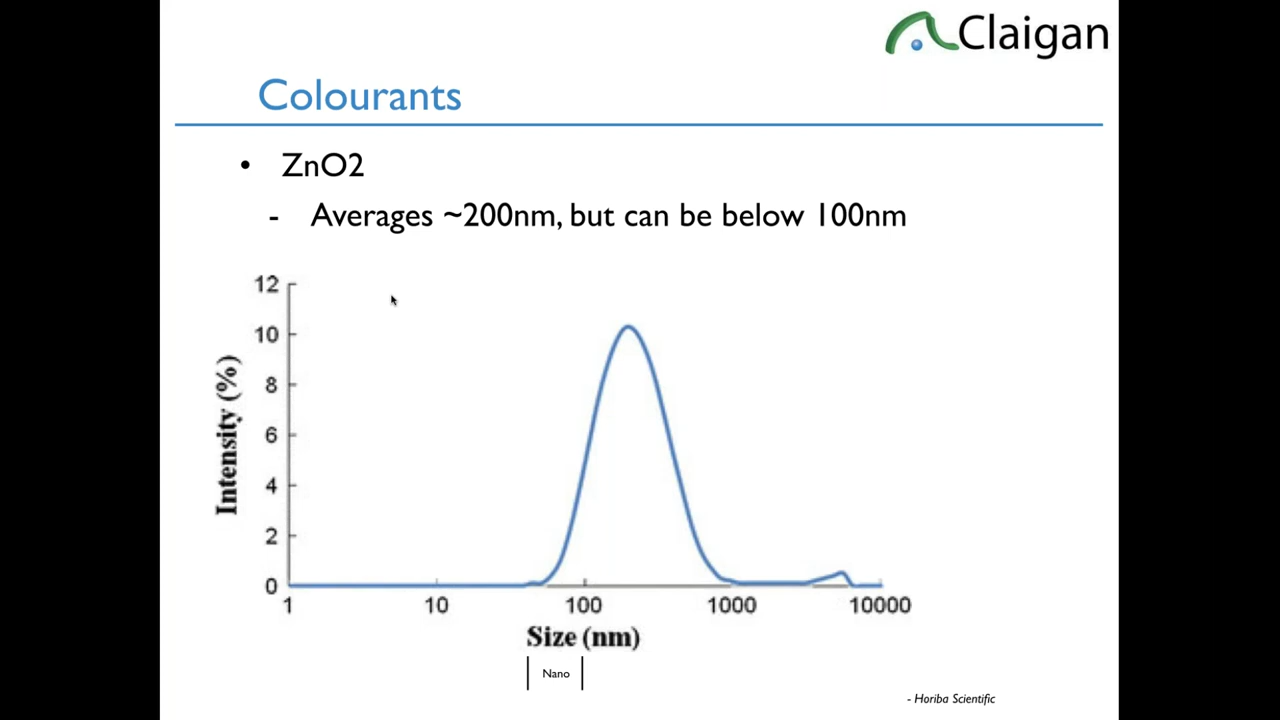 Claigan
Colourants
• ZnO2
- Averages ~200nm, but can be below 100nm
12
10
8
6
4
2
0
Intensity (%)
1 10 100 1000 10000
Size (nm)
Nano
- Horiba Scientific